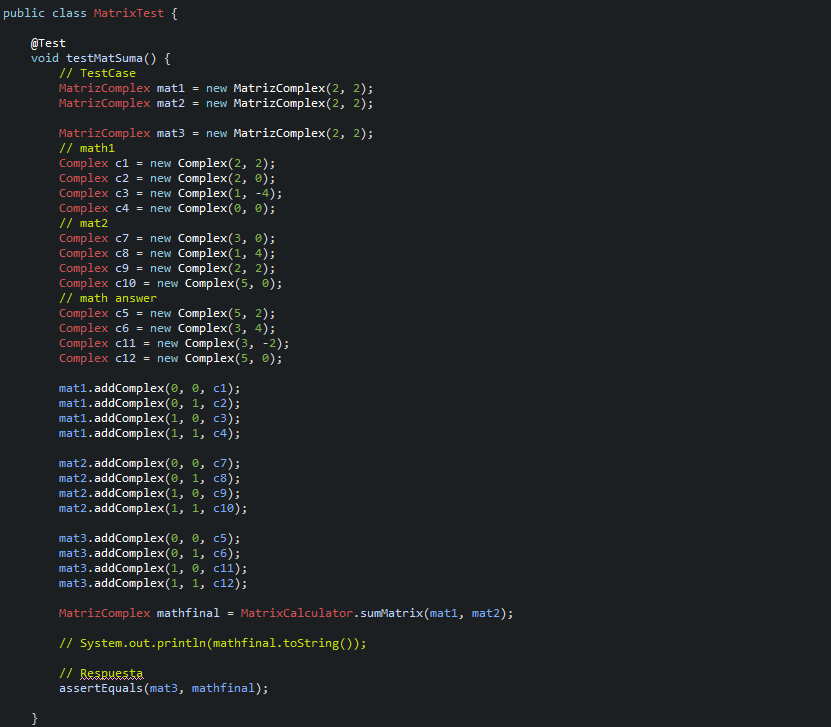 public class MatrixTest {
@Test
void testMatSuma() {
// TestCase
MatrizComplex mat1 = new MatrizComplex(2, 2);
MatrizComplex mat2 = new MatrizComplex(2, 2);
MatrizComplex mat3 = new MatrizComplex(2, 2);
// math1
Complex c1 = new Complex(2, 2);
Complex c2 = new Complex(2, 0);
Complex c3 = new Complex(1, -4);
Complex c4 = new Complex(0, 0);
// mat2
Complex c7 = new Complex(3, 0);
Complex c8 = new Complex(1, 4);
Complex c9 = new Complex(2, 2);
Complex c10 = new Complex(5, 0);
// math answer
Complex c5 = new Complex(5, 2);
Complex c6 = new Complex(3, 4);
Complex c11 = new Complex(3, -2);
Complex c12 = new Complex(5, 0);
mat1.addComplex(0, 0, c1);
mat1.addComplex(0, 1, c2);
mat1.addComplex(1, 0, c3);
mat1.addComplex(1, 1, c4);
mat2.addComplex(0, 0, c7);
mat2.addComplex(0, 1, c8);
mat2.addComplex(1, 0, c9);
mat2.addComplex(1, 1, c10);
mat3.addComplex(0, 0, c5);
mat3.addComplex(0, 1, c6);
mat3.addComplex(1, 0, c11);
mat3.addComplex(1, 1, c12);
MatrizComplex mathfinal = MatrixCalculator.sumMatrix(mat1, mat2);
// System.out.println(mathfinal.toString());
// Respuesta
assertEquals(mat3, mathfinal);
}